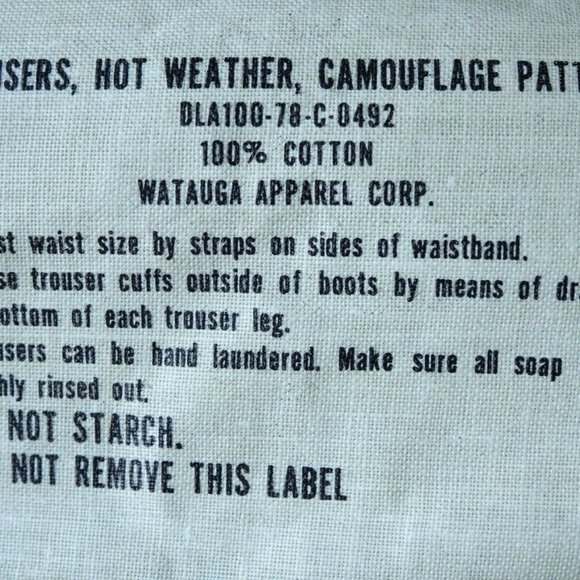 USERS, HOT WEATHER, CAMOUFLAGE PATT
DLA100-78-C-0492
100% COTTON
WATAUGA APPAREL CORP.
st waist size by straps on sides of waistband.
se trouser cuffs outside of boots by means of dra
ottom of each trouser leg.
users can be hand laundered. Make sure all soap
hly rinsed out.
NOT STARCH.
NOT REMOVE THIS LABEL